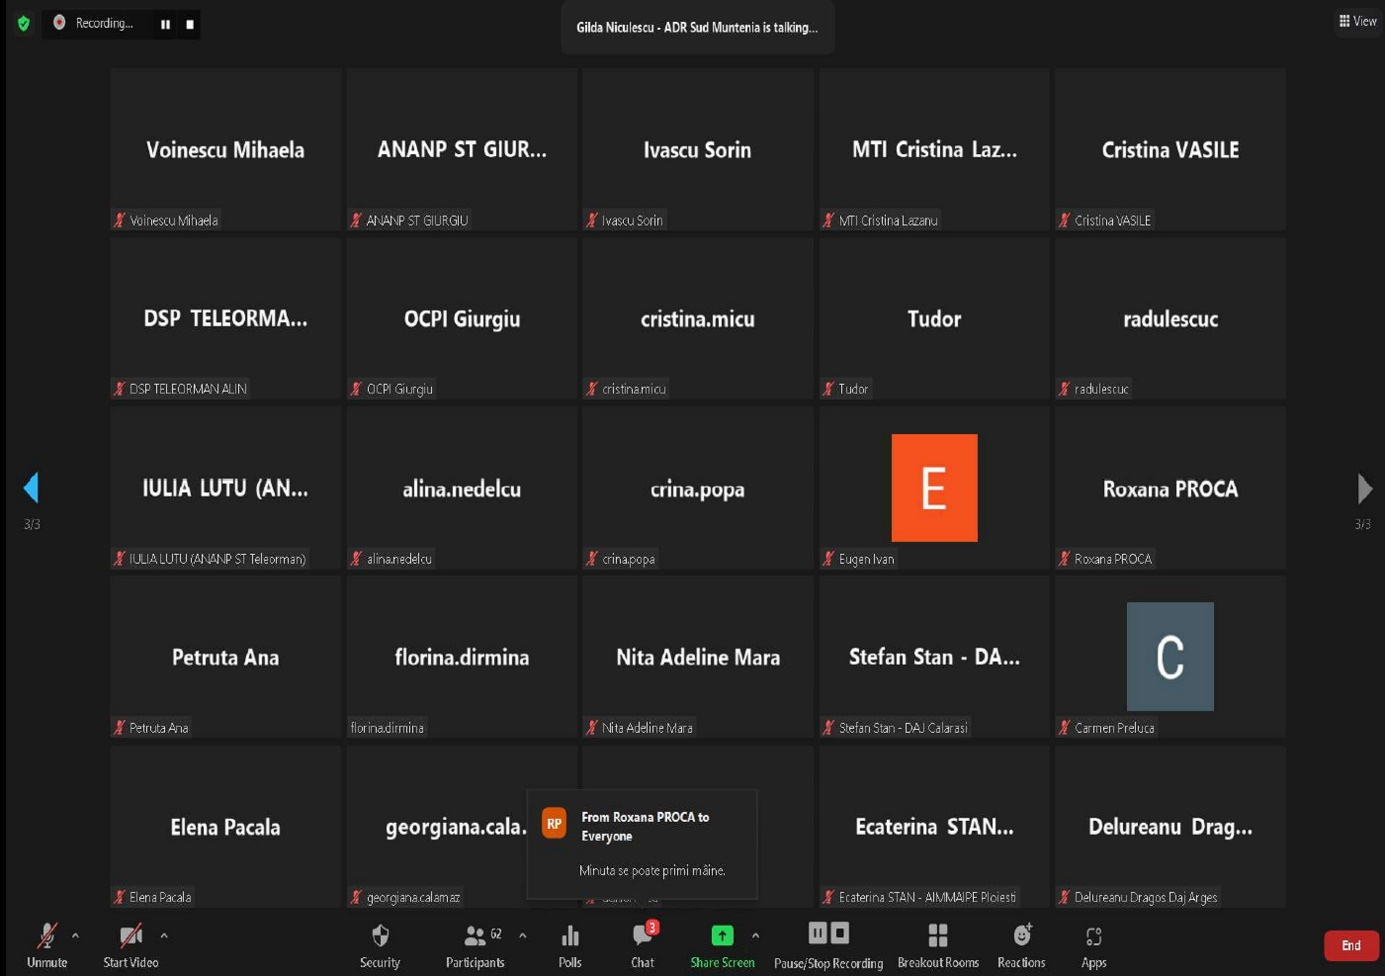 Recording...
Gilda Niculescu - ADR Sud Muntenia is talking...
View
Voinescu Mihaela
ANANP ST GIUR...
Ivascu Sorin
MTI Cristina Laz...
Cristina VASILE
Voinescu Mihaela
ANANP ST GIURGIU
Ivascu Sorin
MTI Cristina Lazanu
Cristina VASILE
DSP TELEORMA...
OCPI Giurgiu
cristina.micu
Tudor
radulescuc
DSP TELEORMAN ALIN
OCPI Giurgiu
cristina.micu
Tudor
radulescuc
IULIA LUTU (AN...
alina.nedelcu
crina.popa
E
Roxana PROCA
3/3
3/3
IULIA LUTU (ANANP ST Teleorman)
alina.nedelcu
crina.popa
Eugen Ivan
Roxana PROCA
Petruta Ana
florina.dirmina
Nita Adeline Mara
Stefan Stan - DA...
C
Petruta Ana
florina.dirmina
Nita Adeline Mara
Stefan Stan - DAJ Calarasi
Carmen Preluca
Elena Pacala
georgiana.cala.
RP
From Roxana PROCA to
Everyone
Minuta se poate primi mâine.
Ecaterina STAN...
Delureanu Drag...
Elena Pacala
georgiana.calamaz
Ecaterina STAN - AIMMAIPE Ploiesti
Delureanu Dragos Daj Arges
62
3
Unmute
Start Video
Security
Participants
Polls
Chat
Share Screen
Pause/Stop Recording
Breakout Rooms
Reactions
Apps
End